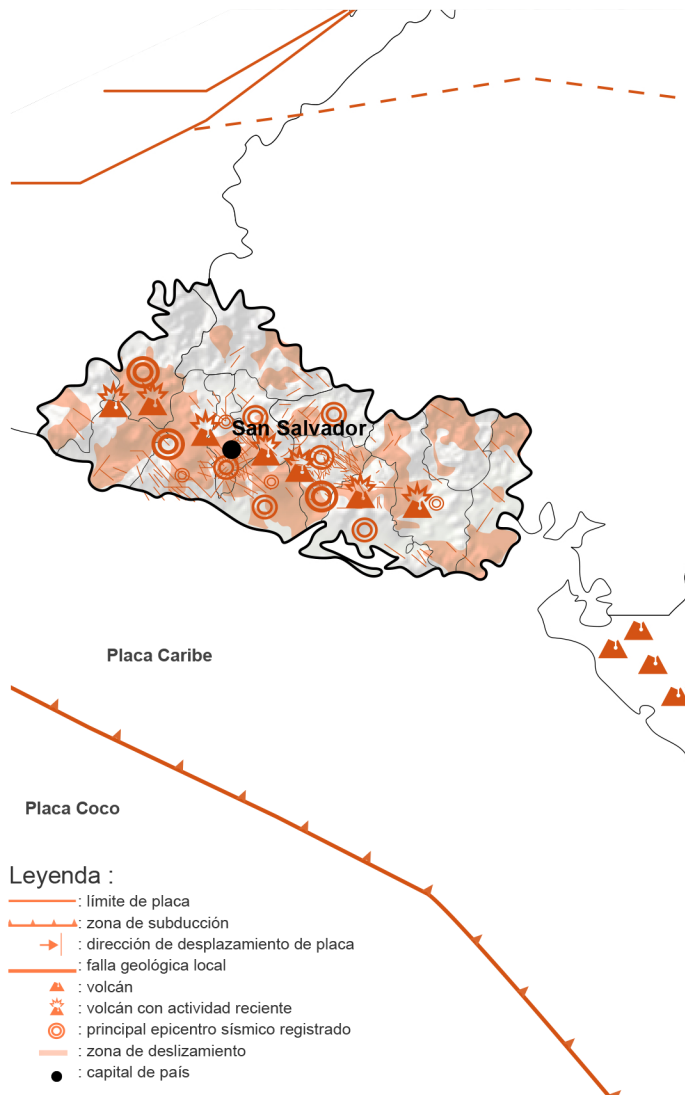 San Salvador
Placa Caribe
Placa Coco
Leyenda :
: límite de placa
: zona de subducción
: dirección de desplazamiento de placa
: falla geológica local
: volcán
: volcán con actividad reciente
: principal epicentro sísmico registrado
: zona de deslizamiento
: capital de país